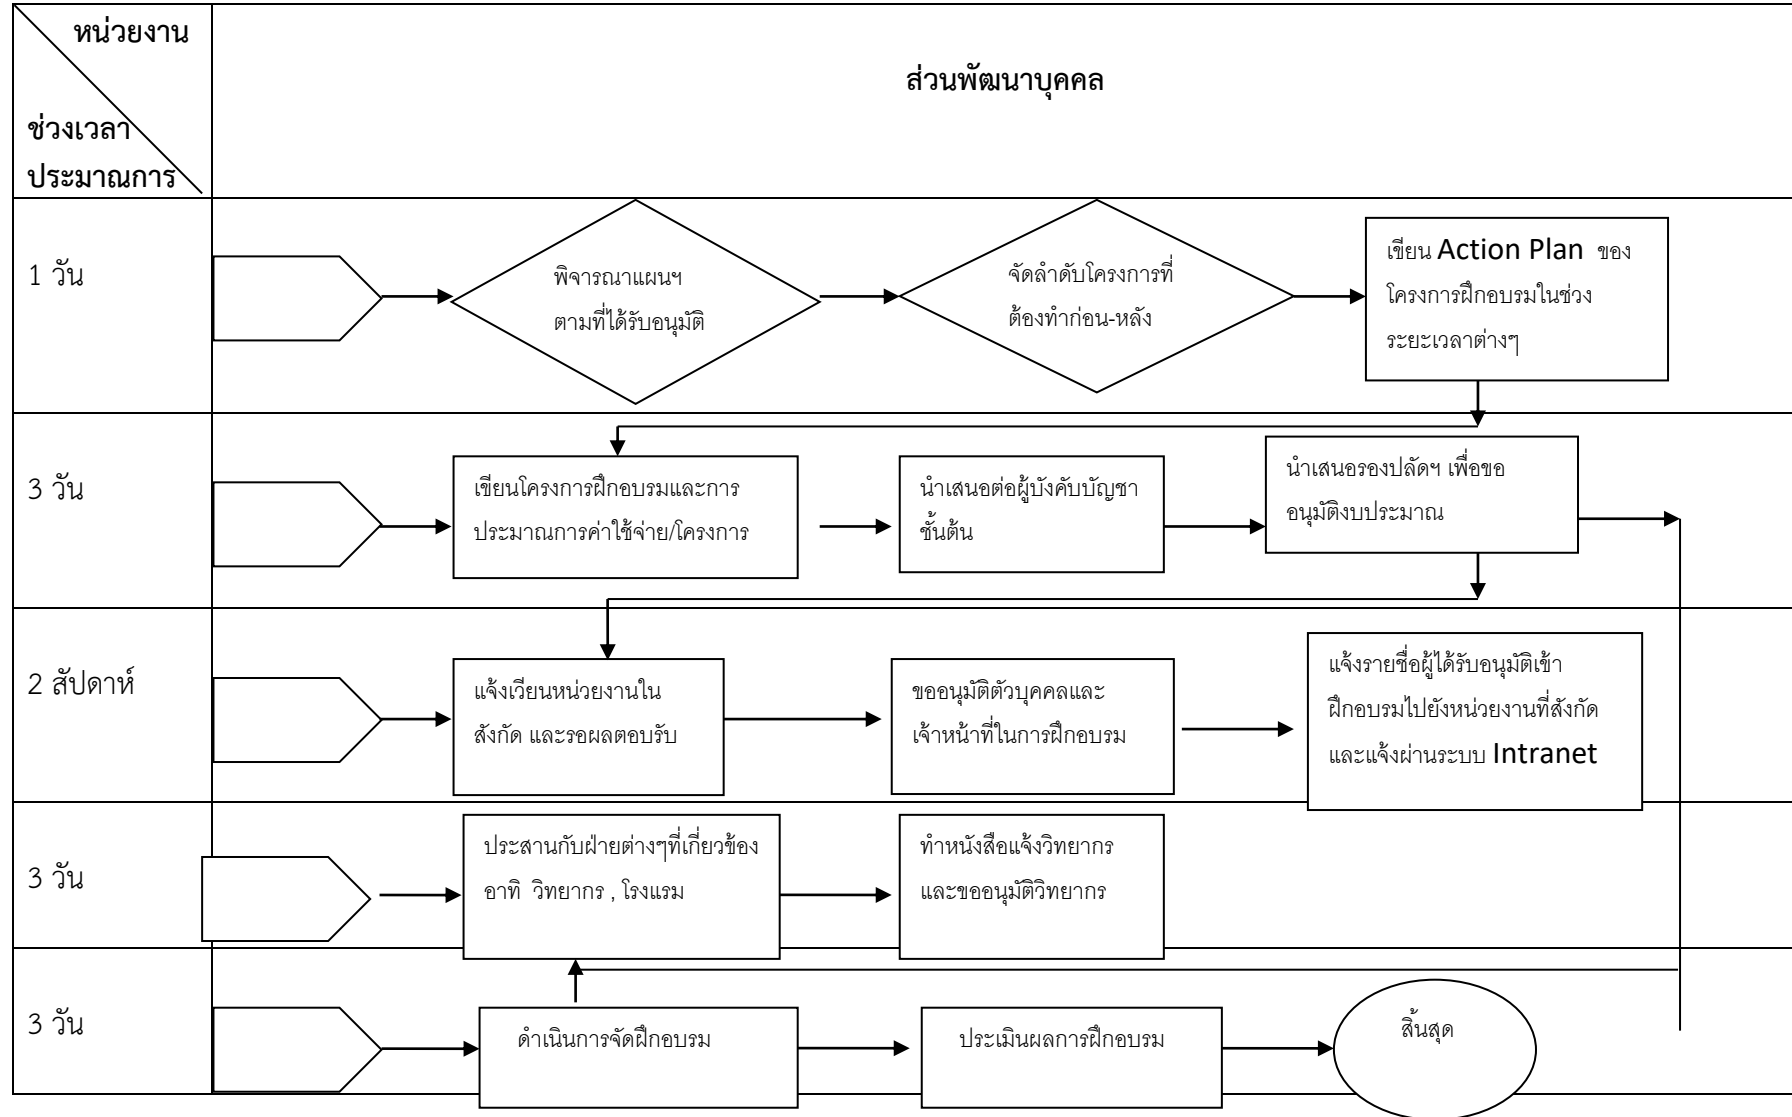 หน่วยงาน
ช่วงเวลา
ประมาณการ
ส่วนพัฒนาบุคคล
1 วัน
พิจารณาแผนฯ
ตามที่ได้รับอนุมัติ
จัดลำดับโครงการที่
ต้องทำก่อน-หลัง
เขียน Action Plan ของ
โครงการฝึกอบรมในช่วง
ระยะเวลาต่างๆ
3 วัน
เขียนโครงการฝึกอบรมและการ
ประมาณการค่าใช้จ่าย/โครงการ
นำเสนอต่อผู้บังคับบัญชา
ชั้นต้น
นำเสนอรองปลัดฯ เพื่อขอ
อนุมัติงบประมาณ
2 สัปดาห์
แจ้งเวียนหน่วยงานใน
สังกัด และรอผลตอบรับ
ขออนุมัติตัวบุคคลและ
เจ้าหน้าที่ในการฝึกอบรม
แจ้งรายชื่อผู้ได้รับอนุมัติเข้า
ฝึกอบรมไปยังหน่วยงานที่สังกัด
และแจ้งผ่านระบบ Intranet
3 วัน
ประสานกับฝ่ายต่างๆที่เกี่ยวข้อง
อาทิ วิทยากร , โรงแรม
ทำหนังสือแจ้งวิทยากร
และขออนุมัติวิทยากร
3 วัน
ดำเนินการจัดฝึกอบรม
ประเมินผลการฝึกอบรม
สิ้นสุด